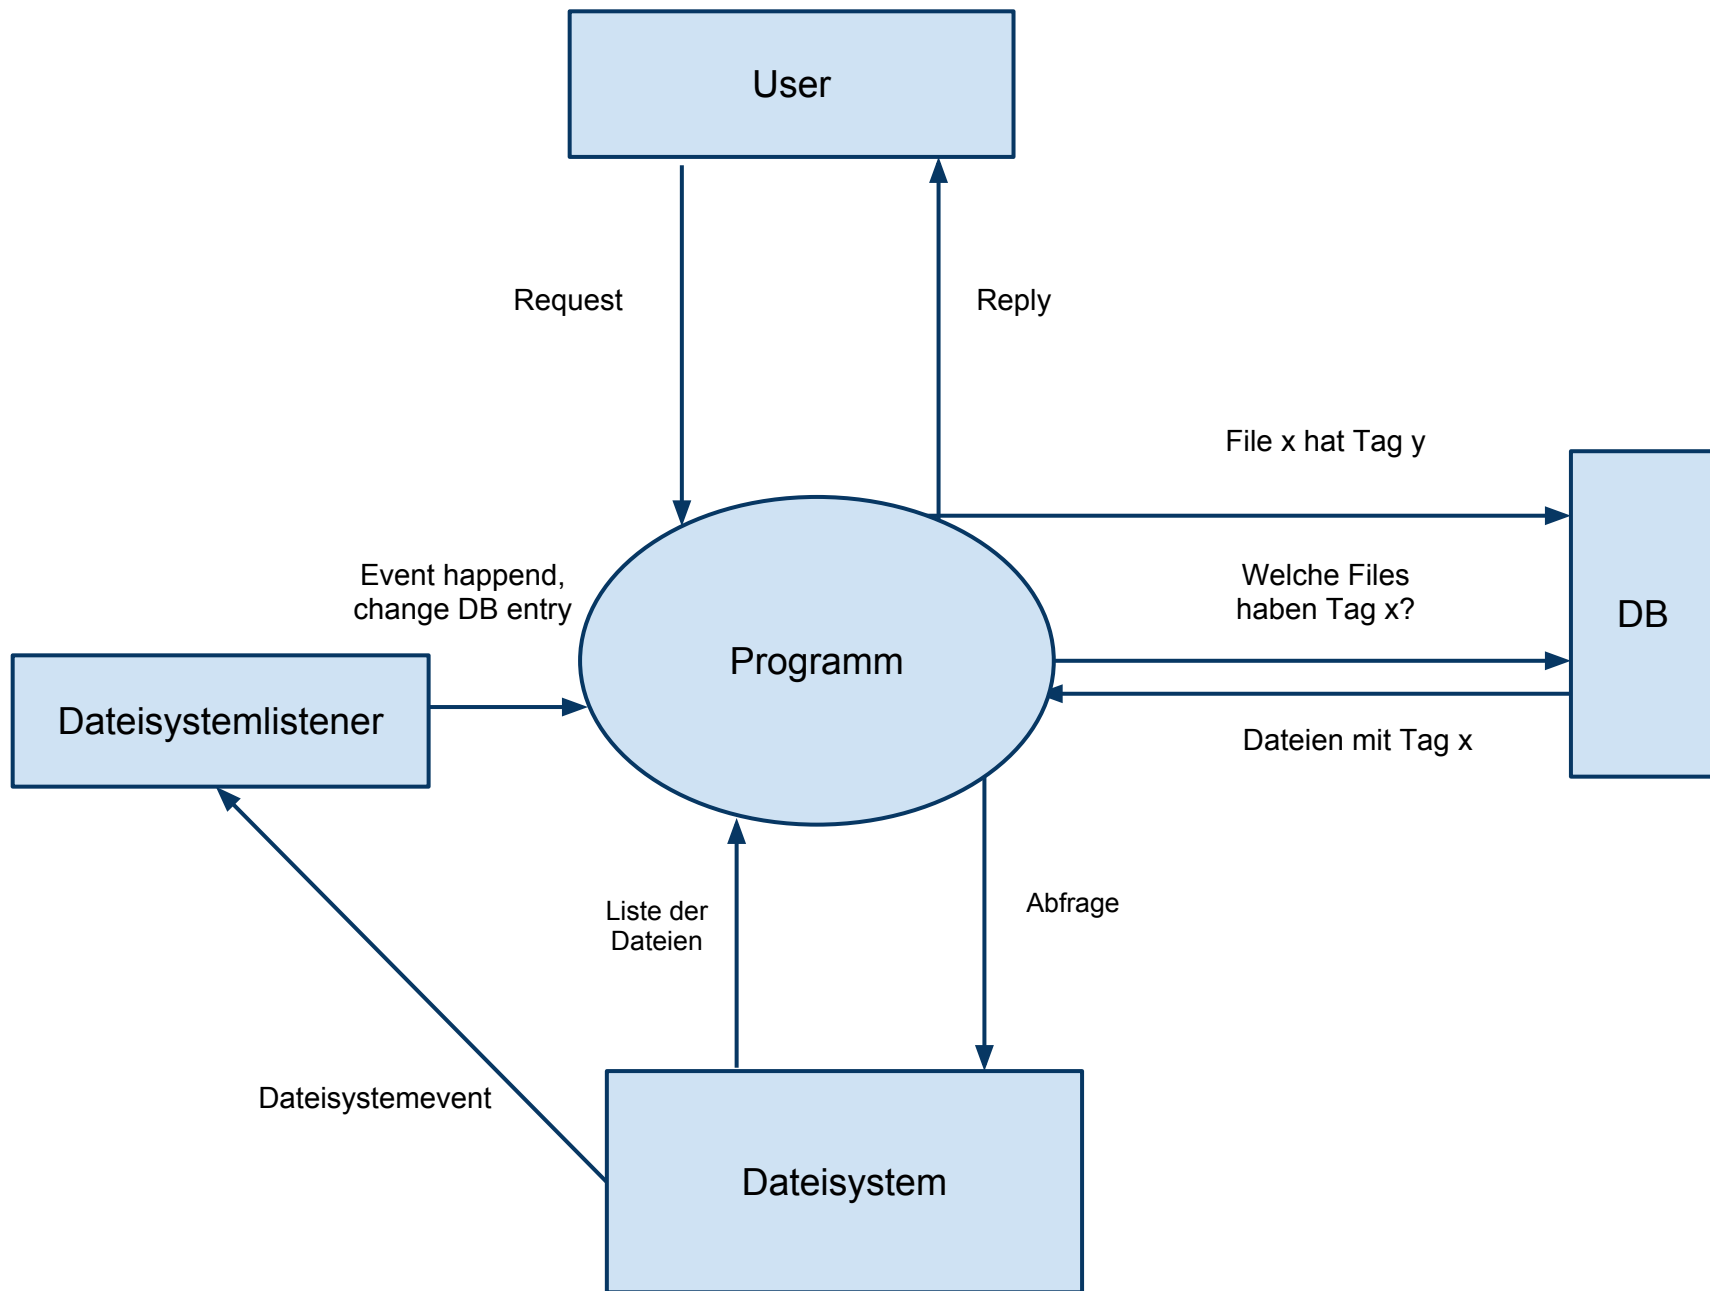 User
Request
Reply
File x hat Tag y
Event happend,
change DB entry
Welche Files
haben Tag x?
DB
Programm
Dateisystemlistener
Dateien mit Tag x
Liste der
Dateien
Abfrage
Dateisystemevent
Dateisystem